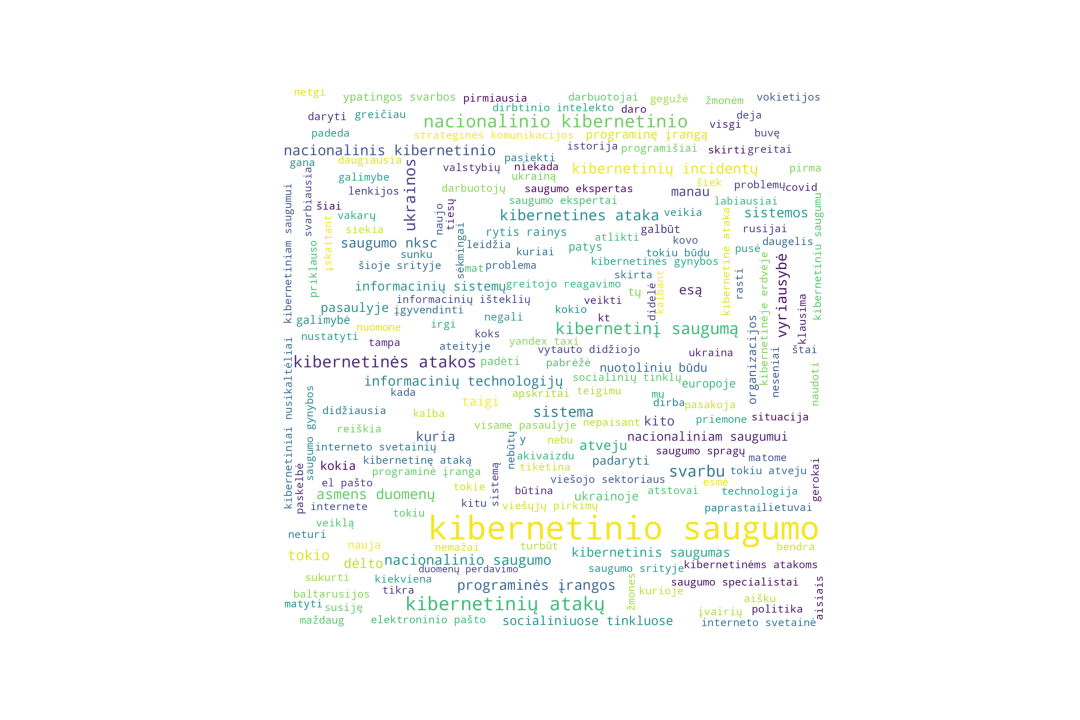 netgi
ypatingos svarbos
pirmiausia
darbuotojai
gegužė
žmonėm
vokietijos
dirbtinio intelekto
daro
daryti
greičiau
nacionalinio kibernetinio
visgi
deja
padeda
strateginės komunikacijos
programinę įrangą
buvę
nacionalinis kibernetinio
istorija
programišiai
skirti
greitai
gana
daugiausia
ukrainos
valstybių
pasiekti
niekada
kibernetinių incidentų
pirma
galimybe
ukrainą
šiek
lenkijos
darbuotojų
saugumo ekspertas
manau
problemų
covid
kibernetiniam saugumui
svarbiausia
šiai
vakarų
siekia
naujo
tiesų
saugumo ekspertai
labiausiai
kibernetines ataka
veikia
kibernetinė ataka
sistemos
kibernetiniu saugumu
priklauso
įskaitant
saugumo nksc
sėkmingai
leidžia
rytis rainys
kuriai
atlikti
patys
galbūt
kovo
tokiu būdu
pusė
rusijai
daugelis
sunku
šioje srityje
mat
problema
kibernetinės gynybos
skirta
rasti
kibernetinėje erdvėje
vyriausybė
informacinių sistemų
greitojo reagavimo
tų
didelė
kalbant
esą
klausima
informacinių išteklių
veikti
pasaulyje
įgyvendinti
kokio
galimybė
nuomone
irgi
negali
kt
kibernetinį saugumą
organizacijos
nustatyti
tampa
koks
ateityje
yandex taxi
vytauto didžiojo
ukraina
neseniai
štai
kibernetiniai nusikaltėliai
kibernetinės atakos
padėti
pabrėžė
nuotoliniu būdu
naudoti
informacinių technologijų
socialinių tinklų
europoje
saugumo gynybos
kada
taigi
apskritai
teigimu
mų
dirba
pasakoja
didžiausia
kalba
sistema
kito
priemone
situacija
reiškia
visame pasaulyje
nepaisant
kuria
nebūtų
y
nebu
nacionaliniam saugumui
interneto svetainių
atveju
saugumo spragų
akivaizdu
matome
gerokai
paskelbė
kokia
kibernetinę ataką
tikėtina
padaryti
svarbu
tokiu atveju
programinė įranga
sistemą
viešojo sektoriaus
el pašto
tokie
būtina
esme
asmens duomenų
ukrainoje
atstovai
technologija
internete
kitu
viešųjų pirkimų
paprastai
lietuvai
tokiu
veiklą
kibernetinio saugumo
neturi
nauja
nemažai
turbūt
bendra
tokio
dėlto
nacionalinio saugumo
kibernetinis saugumas
duomenų perdavimo
saugumo srityje
kibernetinėms atakoms
sukurti
kiekviena
programinės įrangos
žmones
saugumo specialistai
aisiais
baltarusijos
tikra
kurioje
aišku
matyti
susiję
kibernetinių atakų
įvairių
politika
maždaug
elektroninio pašto
socialiniuose tinkluose
interneto svetainė